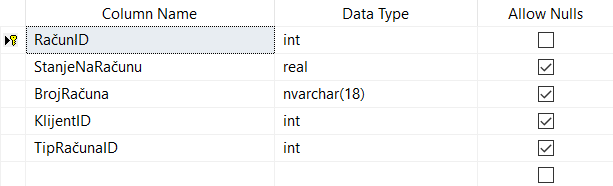 Column Name Data Type Allow Nulls
RačunID int
StanjeNaRačunu real
BrojRačuna nvarchar(18)
KlijentID int
TipRačunaID int